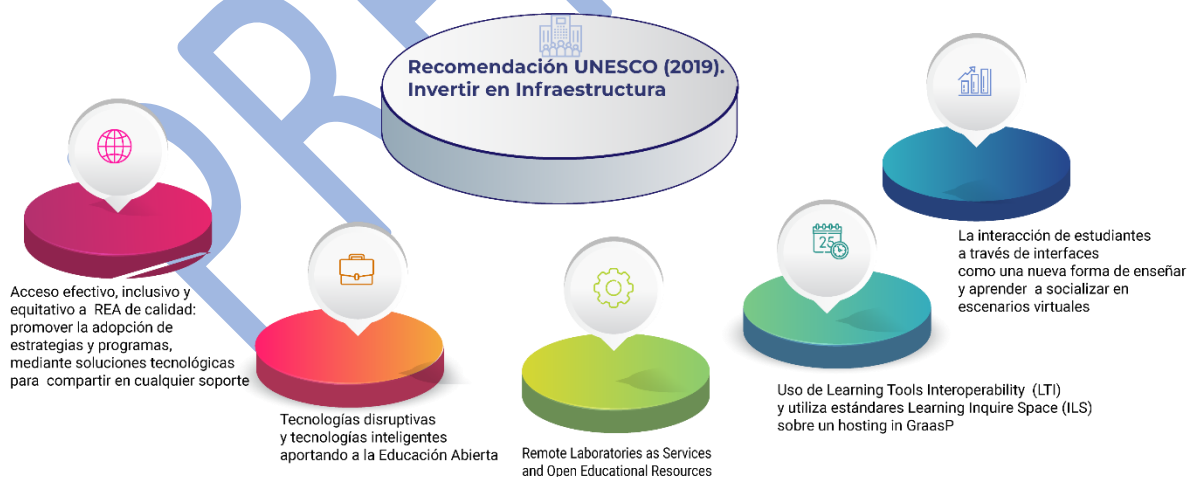 Recomendación UNESCO (2019).
Invertir en Infraestructura
Acceso efectivo, inclusivo y
equitativo a REA de calidad:
promover la adopción de
estrategias y programas,
mediante soluciones tecnológicas
para compartir en cualquier soporte
Tecnologías disruptivas
y tecnologías inteligentes
aportando a la Educación Abierta
Remote Laboratories as Services
and Open Educational Resources
25
Uso de Learning Tools Interoperability (LTI)
y utiliza estándares Learning Inquire Space (ILS)
sobre un hosting in GraasP
La interacción de estudiantes
a través de interfaces
como una nueva forma de enseñar
y aprender a socializar en
escenarios virtuales